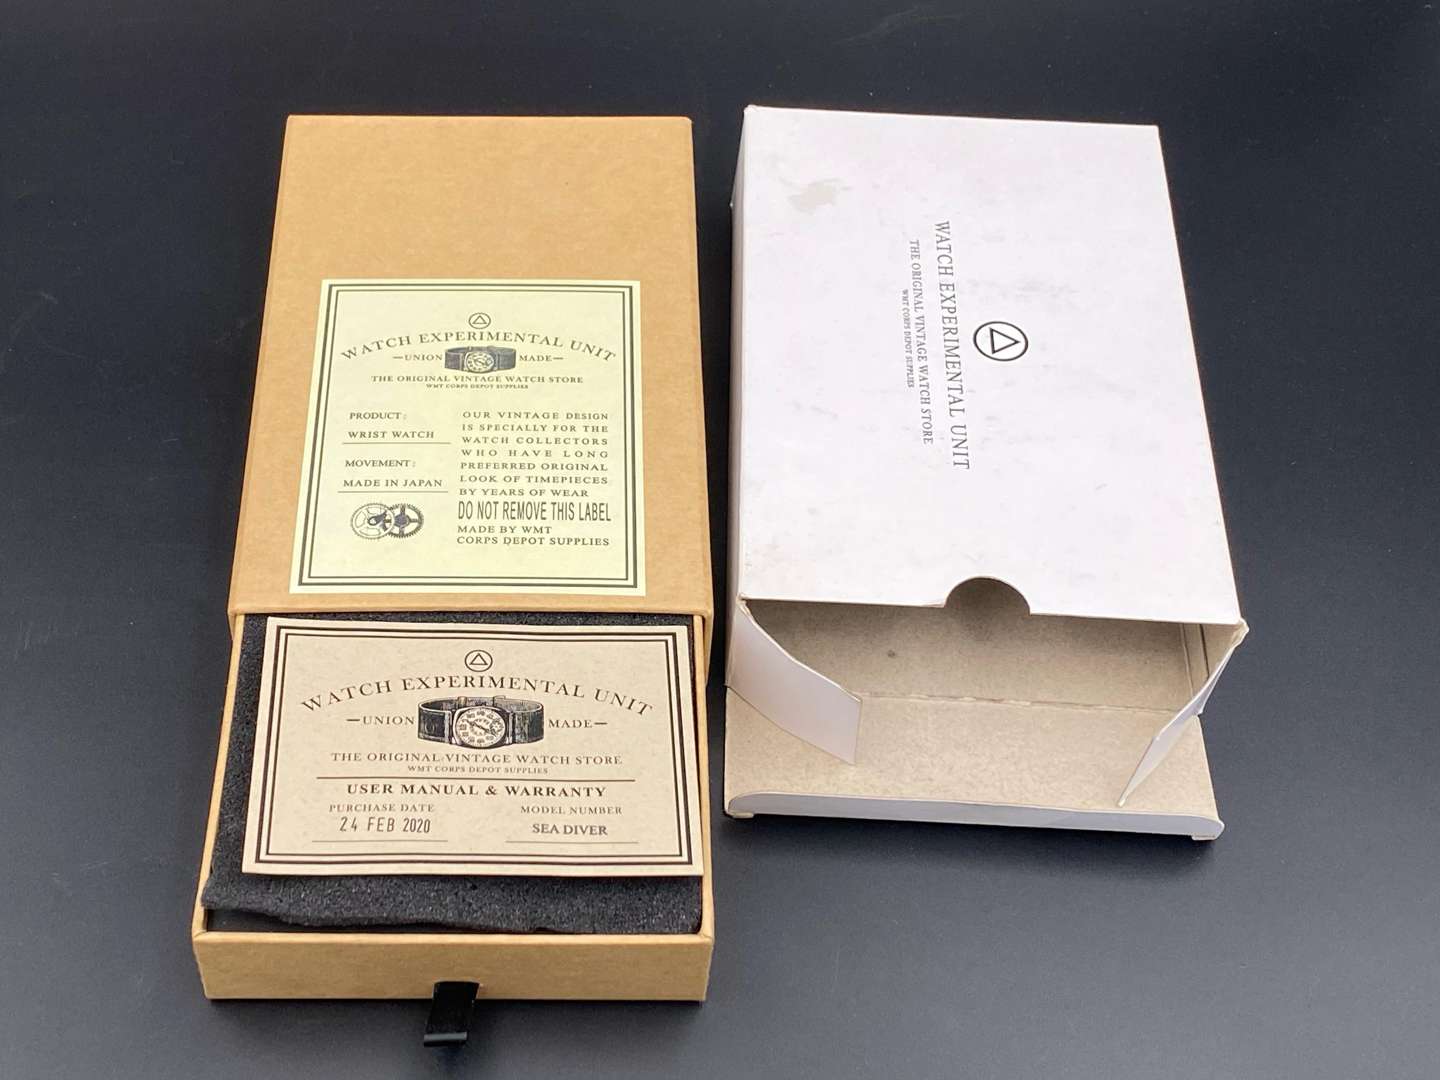 WATCH EXPERIMENTAL UNIT
—UNION MADE—
THE ORIGINAL VINTAGE WATCH STORE
WMT CORPS DEPOT SUPPLIES
PRODUCT:
WRIST WATCH
MOVEMENT:
MADE IN JAPAN
OUR VINTAGE DESIGN
IS SPECIALLY FOR THE
WATCH COLLECTORS
WHO HAVE LONG
PREFERRED ORIGINAL
LOOK OF TIMEPIECES
BY YEARS OF WEAR
DO NOT REMOVE THIS LABEL
MADE BY WMT
CORPS DEPOT SUPPLIES
WATCH EXPERIMENTAL UNIT
—UNION MADE—
THE ORIGINAL VINTAGE WATCH STORE
WMT CORPS DEPOT SUPPLIES
USER MANUAL & WARRANTY
PURCHASE DATE
24 FEB 2020
MODEL NUMBER
SEA DIVER
WATCH EXPERIMENTAL UNIT
THE ORIGINAL VINTAGE WATCH STORE
WMT CORPS DEPOT SUPPLIES